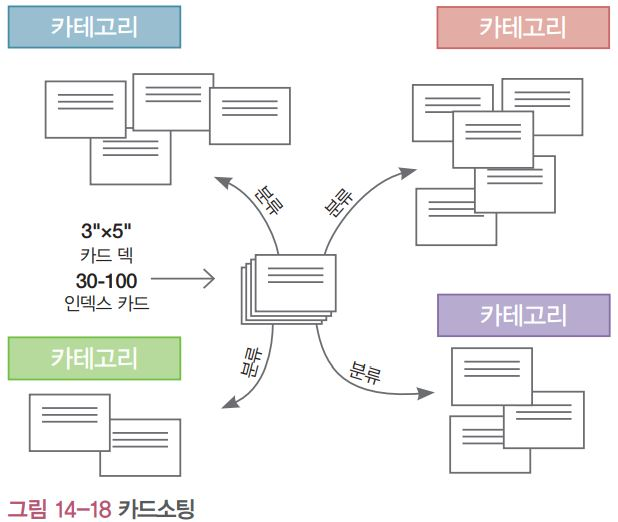 카테고리
카테고리
분류
분류
3"×5"
카드 덱
30-100
인덱스 카드
카테고리
카테고리
분류
분류
그림 14-18 카드소팅